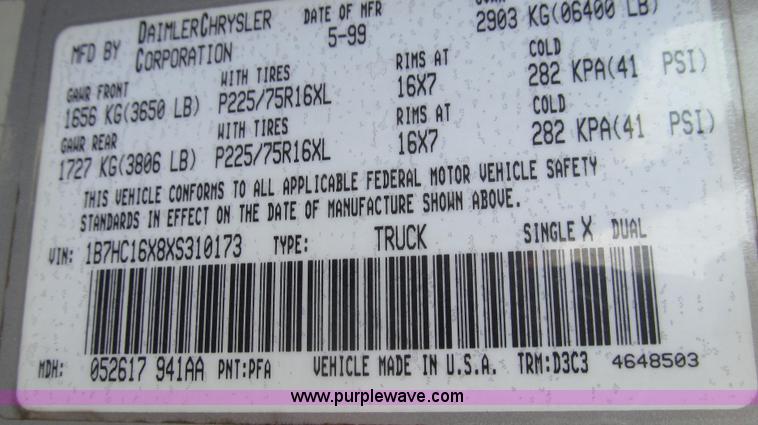 MFD BY DAIMLERCHRYSLER CORPORATION DATE OF MFR 5-99 2903 KG(06400 LB)
GAWR FRONT WITH TIRES RIMS AT COLD
1656 KG(3650 LB) P225/75R16XL 16X7 282 KPA(41 PSI)
GAWR REAR WITH TIRES RIMS AT COLD
1727 KG(3806 LB) P225/75R16XL 16X7 282 KPA(41 PSI)
THIS VEHICLE CONFORMS TO ALL APPLICABLE FEDERAL MOTOR VEHICLE SAFETY
STANDARDS IN EFFECT ON THE DATE OF MANUFACTURE SHOWN ABOVE.
VIN: 1B7HC16X8XS310173 TYPE: TRUCK SINGLE X DUAL
MDH: 052617 941AA PNT:PFA VEHICLE MADE IN U.S.A. TRM:D3C3 4648503
www.purplewave.com